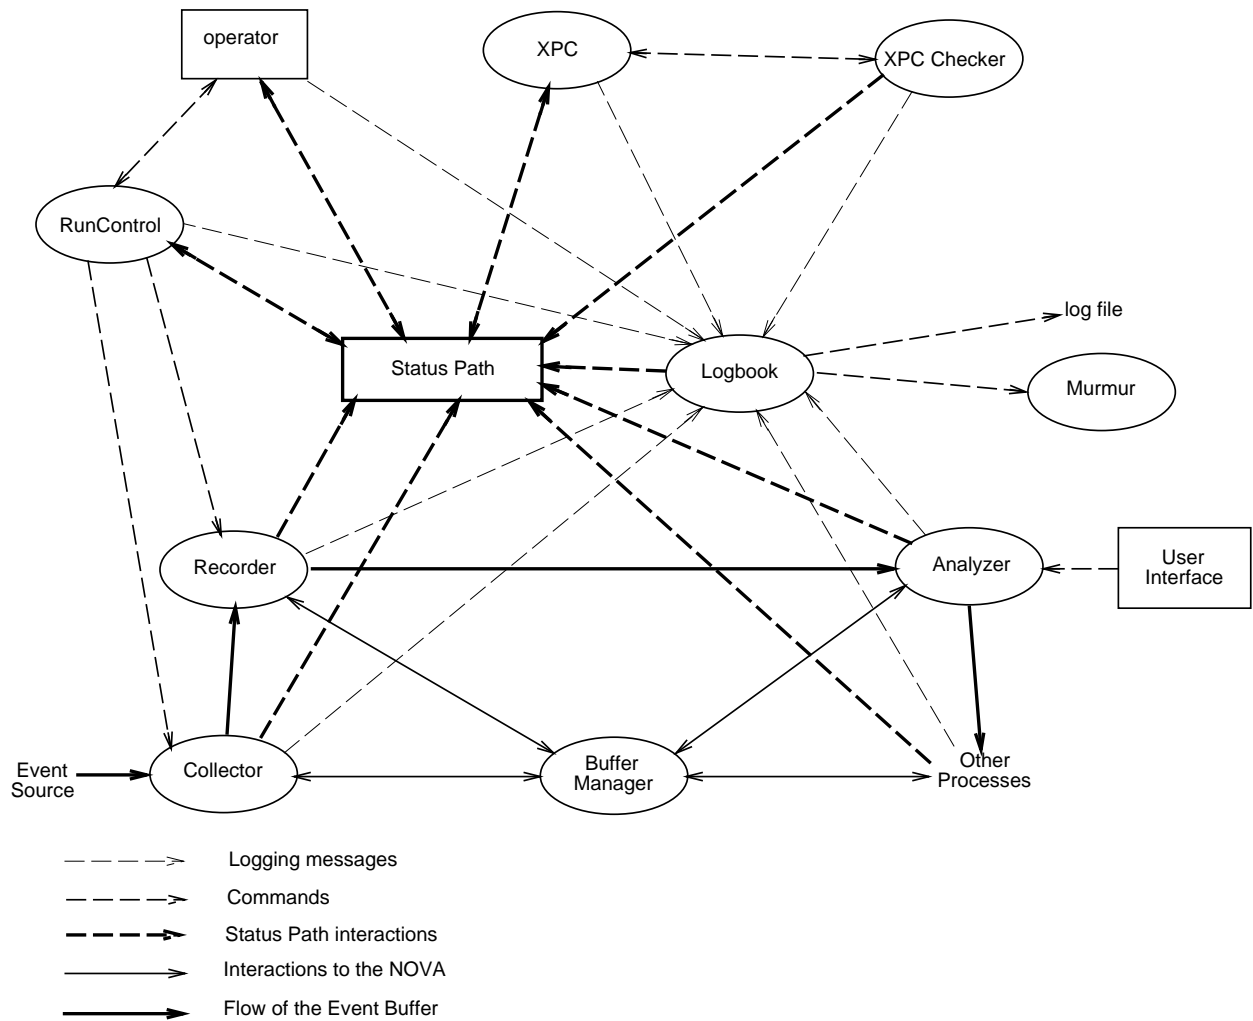 operator
XPC
XPC Checker
RunControl
log file
Status Path
Logbook
Murmur
Recorder
Analyzer
User
Interface
Event
Source
Collector
Buffer
Manager
Other
Processes
Logging messages
Commands
Status Path interactions
Interactions to the NOVA
Flow of the Event Buffer